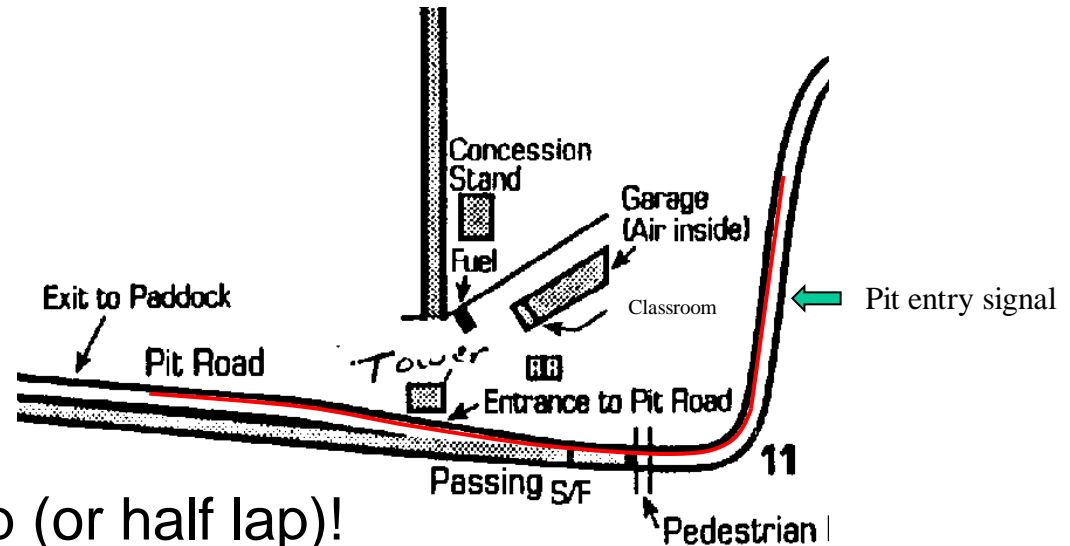 Concession
Stand
Garage
(Air inside)
Fuel
Exit to Paddock
Classroom
Pit entry signal
Pit Road
Tower
RR
Entrance to Pit Road
11
Passing
S/F
(or half lap)!
Pedestrian